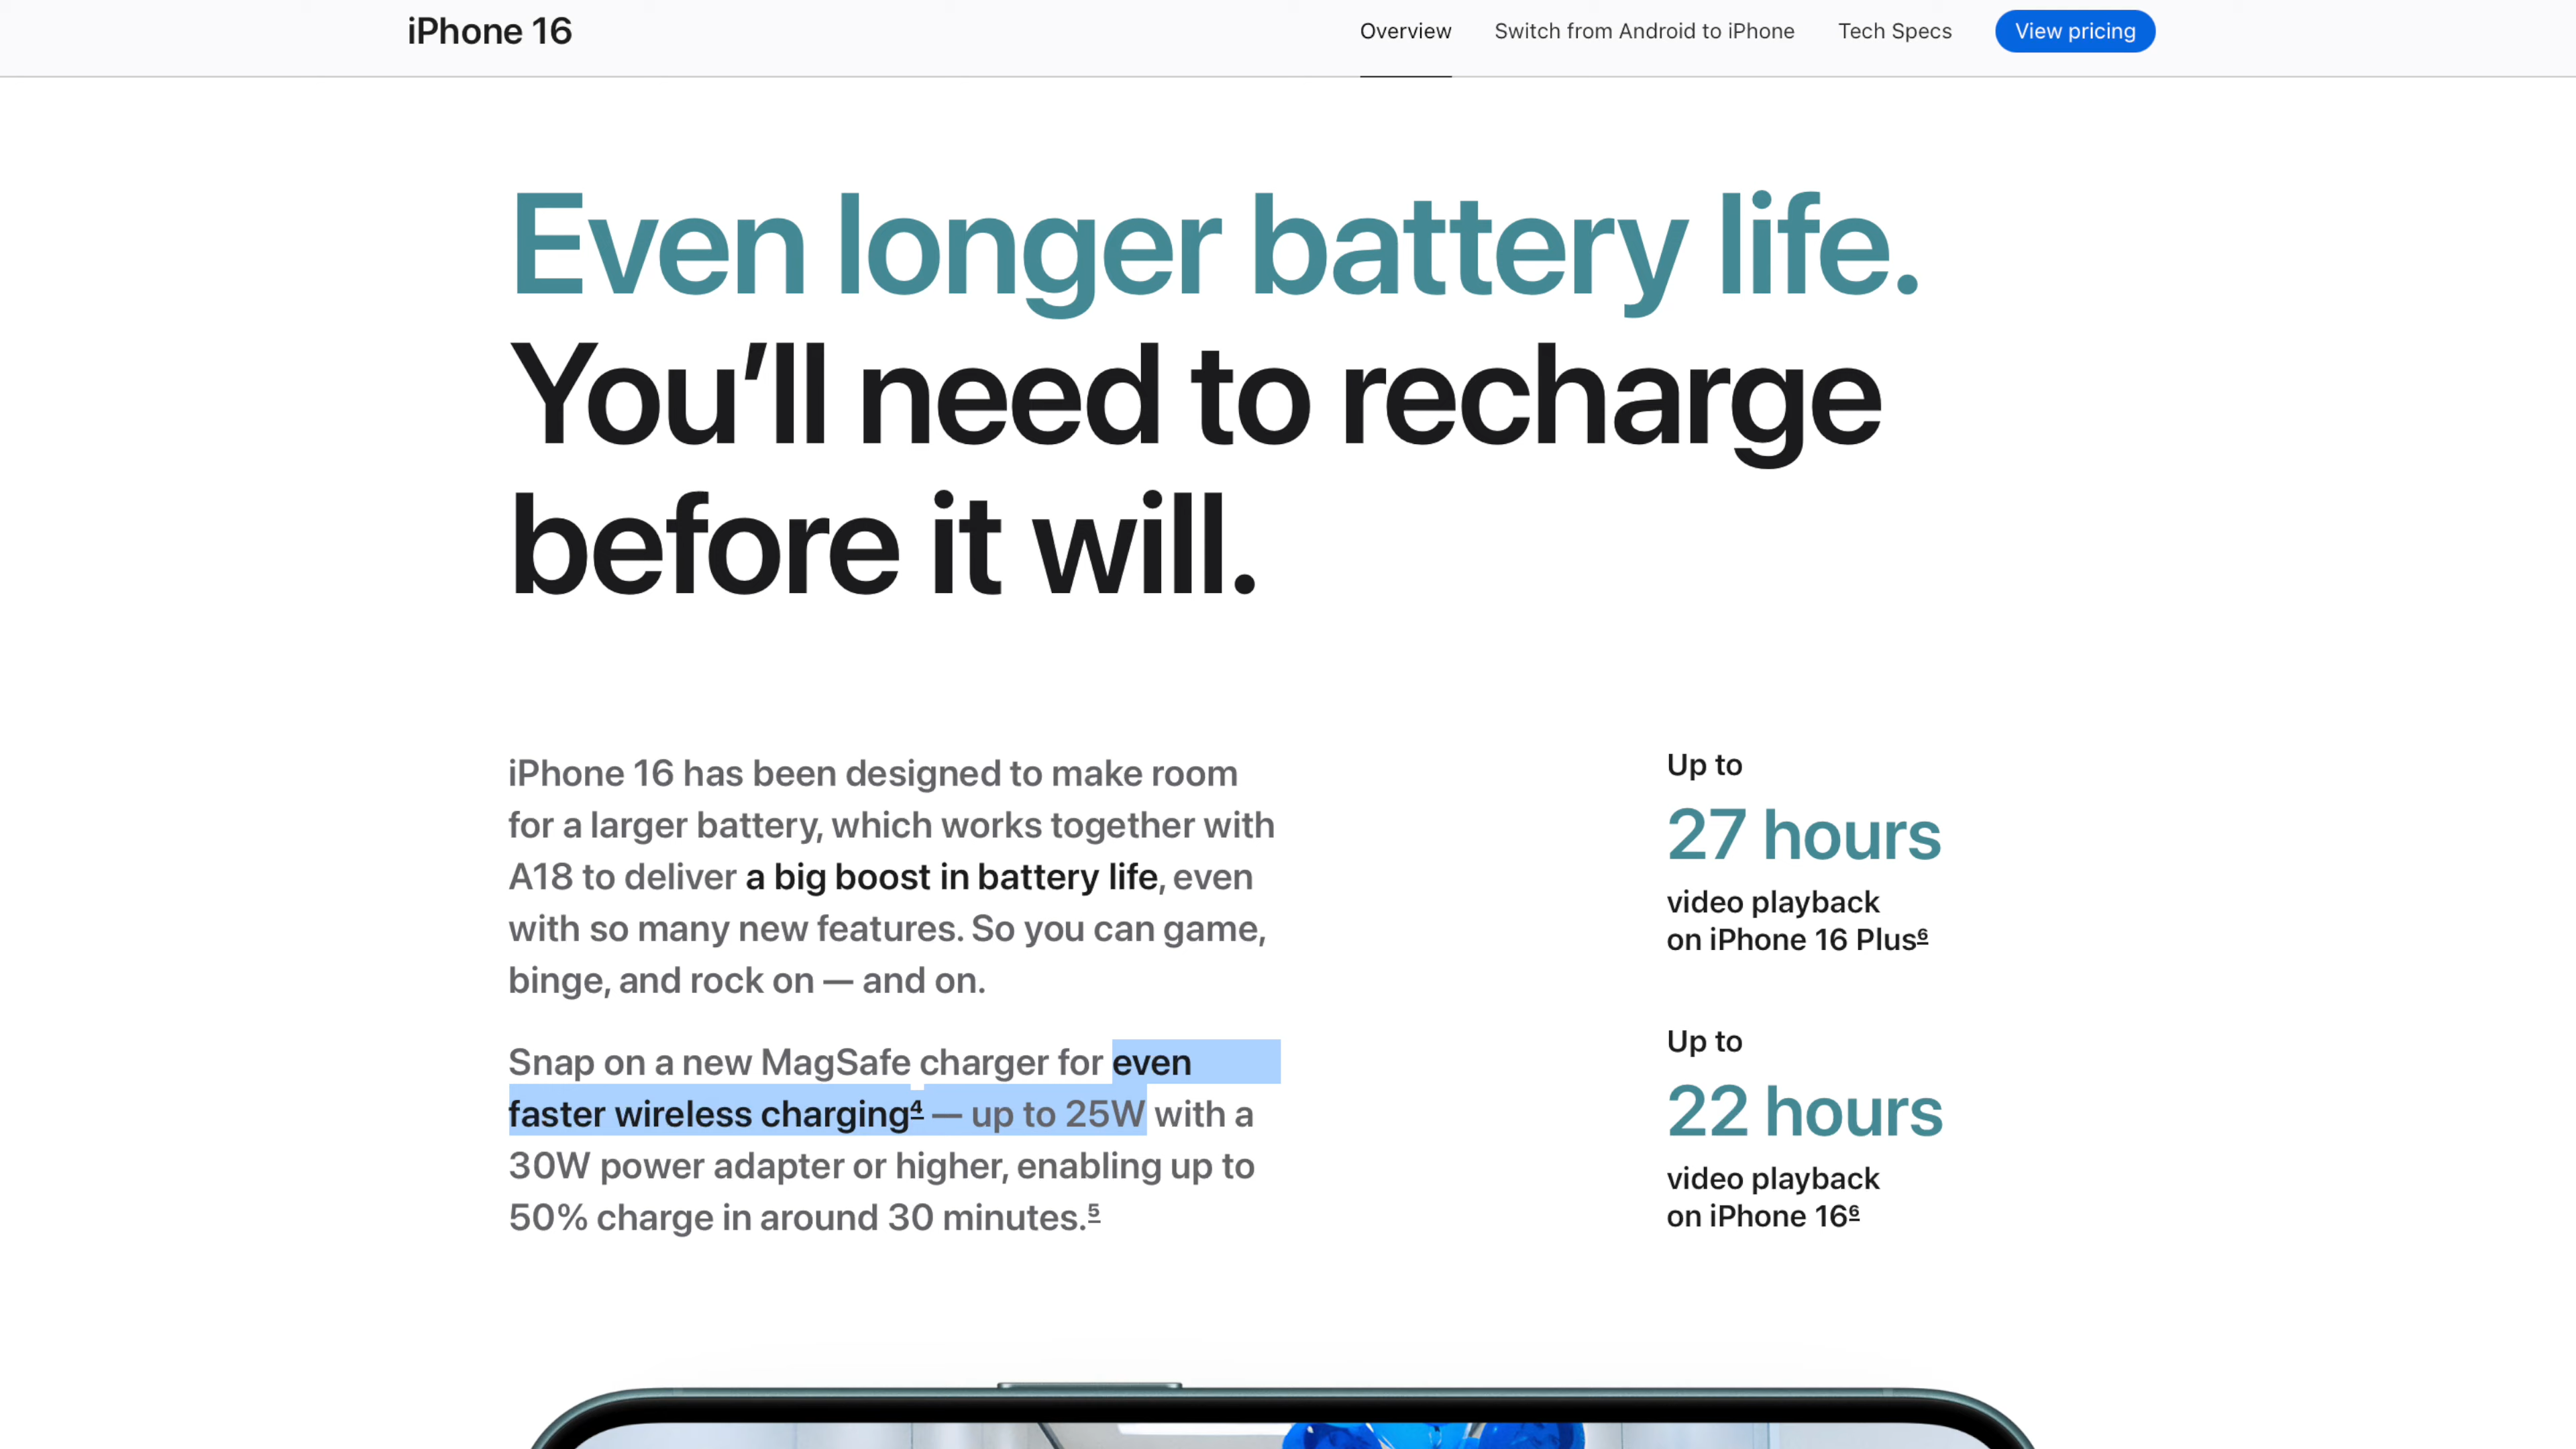 iPhone 16
Overview
Switch from Android to iPhone
Tech Specs
View pricing
Even longer battery life.
You’ll need to recharge
before it will.
iPhone 16 has been designed to make room
for a larger battery, which works together with
A18 to deliver a big boost in battery life, even
with so many new features. So you can game,
binge, and rock on — and on.
Snap on a new MagSafe charger for even
faster wireless charging⁴ — up to 25W with a
30W power adapter or higher, enabling up to
50% charge in around 30 minutes.⁵
Up to
27 hours
video playback
on iPhone 16 Plus⁶
Up to
22 hours
video playback
on iPhone 16⁶